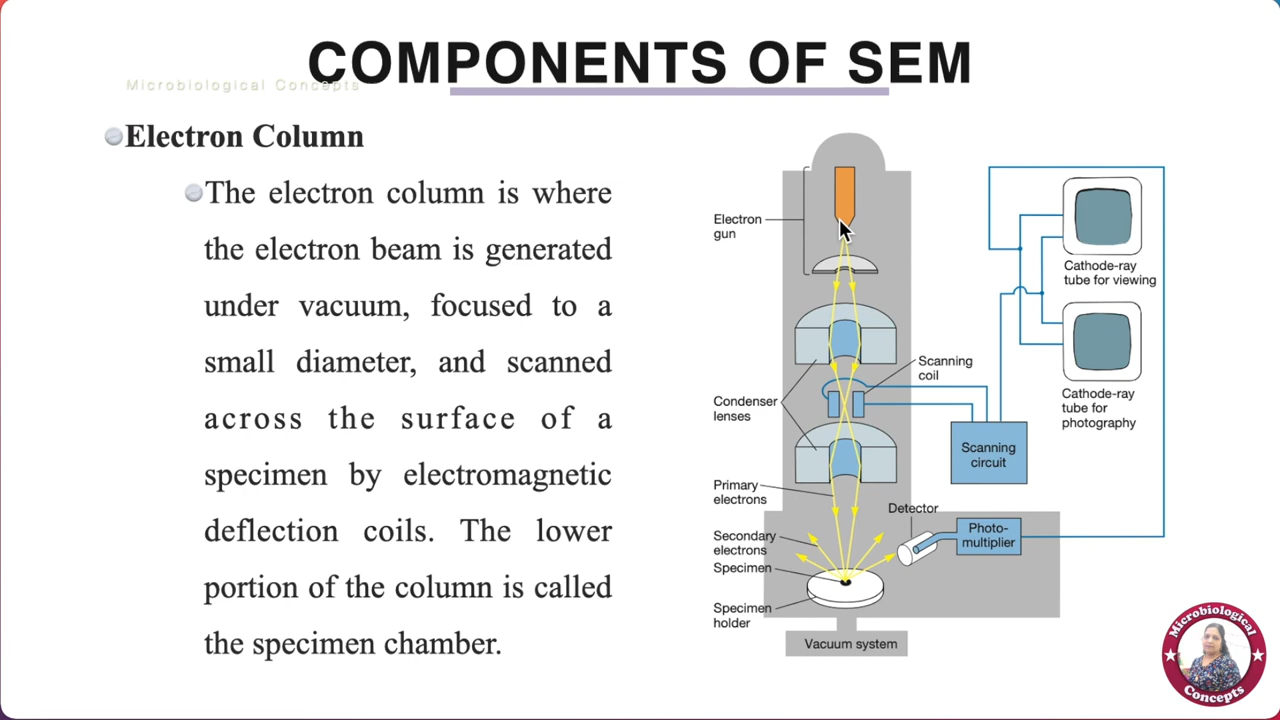 COMPONENTS OF SEM
Microbiological Concepts
Electron Column
The electron column is where
the electron beam is generated
under vacuum, focused to a
small diameter, and scanned
across the surface of a
specimen by electromagnetic
deflection coils. The lower
portion of the column is called
the specimen chamber.
Electron
gun
Condenser
lenses
Scanning
coil
Primary
electrons
Secondary
electrons
Specimen
Specimen
holder
Vacuum system
Detector
Photo-
multiplier
Scanning
circuit
Cathode-ray
tube for viewing
Cathode-ray
tube for
photography
Microbiological
Concepts